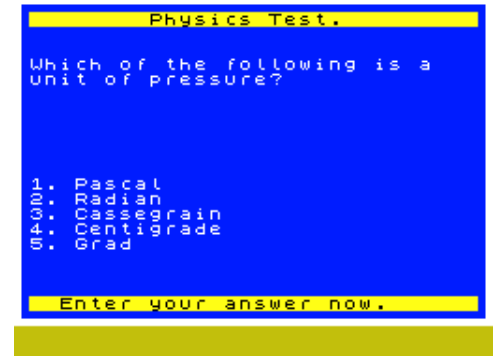 Physics Test.
Which of the following is a
unit of pressure?
1. Pascal
2. Radian
3. Cassegrain
4. Centigrade
5. Grad
Enter your answer now.